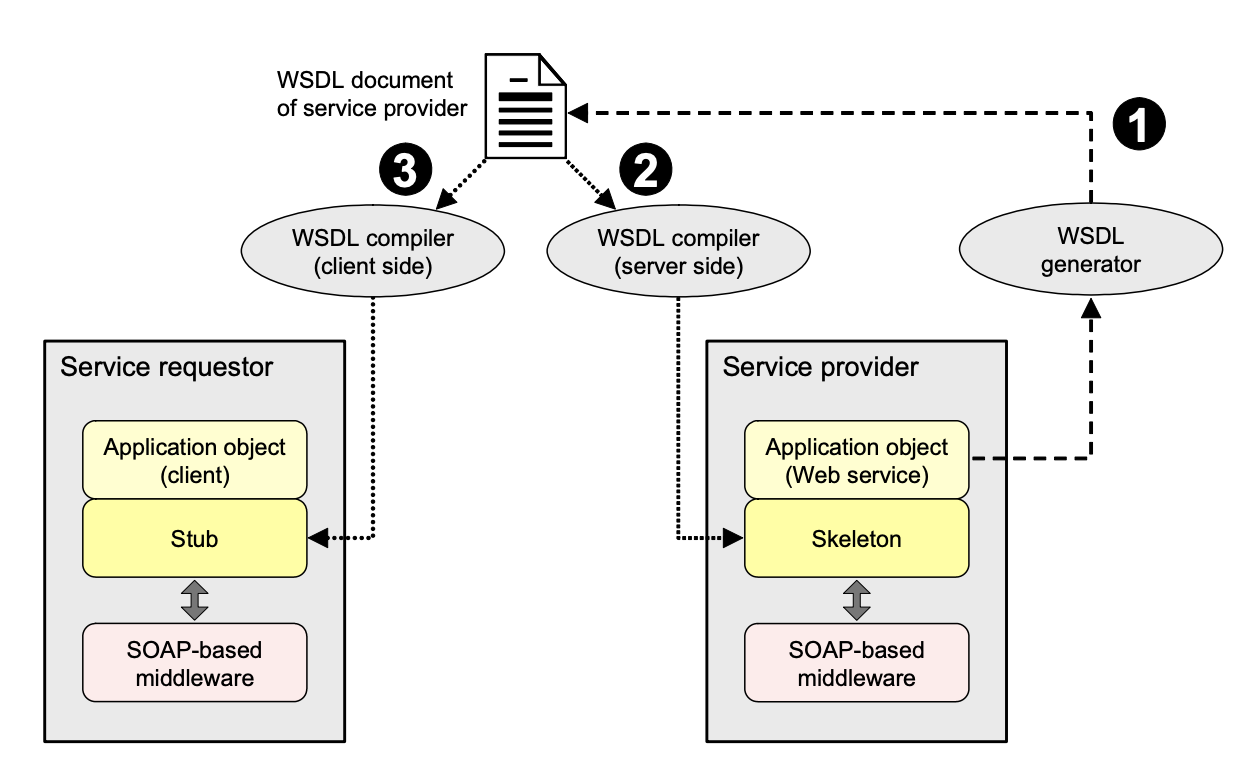 WSDL document
of service provider
1
3
2
WSDL compiler
(client side)
WSDL compiler
(server side)
WSDL
generator
Service requestor
Application object
(client)
Stub
SOAP-based
middleware
Service provider
Application object
(Web service)
Skeleton
SOAP-based
middleware